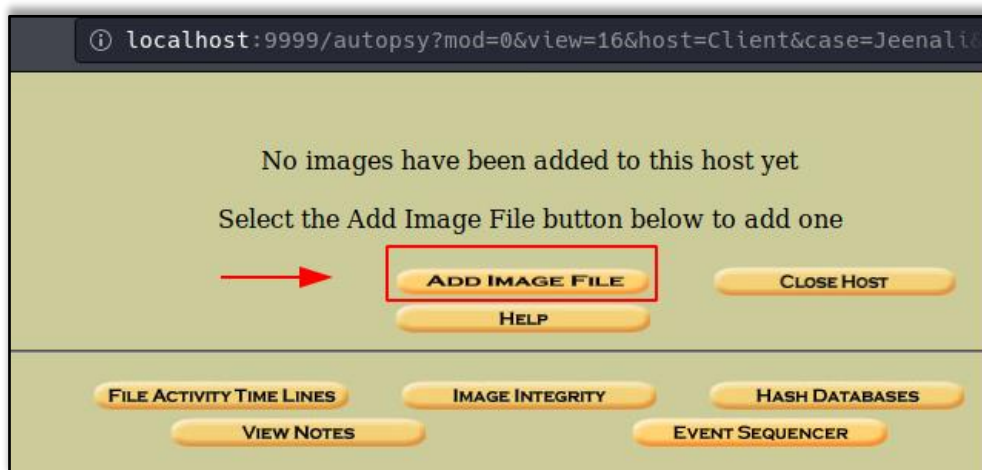 localhost:9999/autopsy?mod=0&view=16&host=Client&case=Jeenali&
No images have been added to this host yet
Select the Add Image File button below to add one
ADD IMAGE FILE
CLOSE HOST
HELP
FILE ACTIVITY TIME LINES
IMAGE INTEGRITY
HASH DATABASES
VIEW NOTES
EVENT SEQUENCER